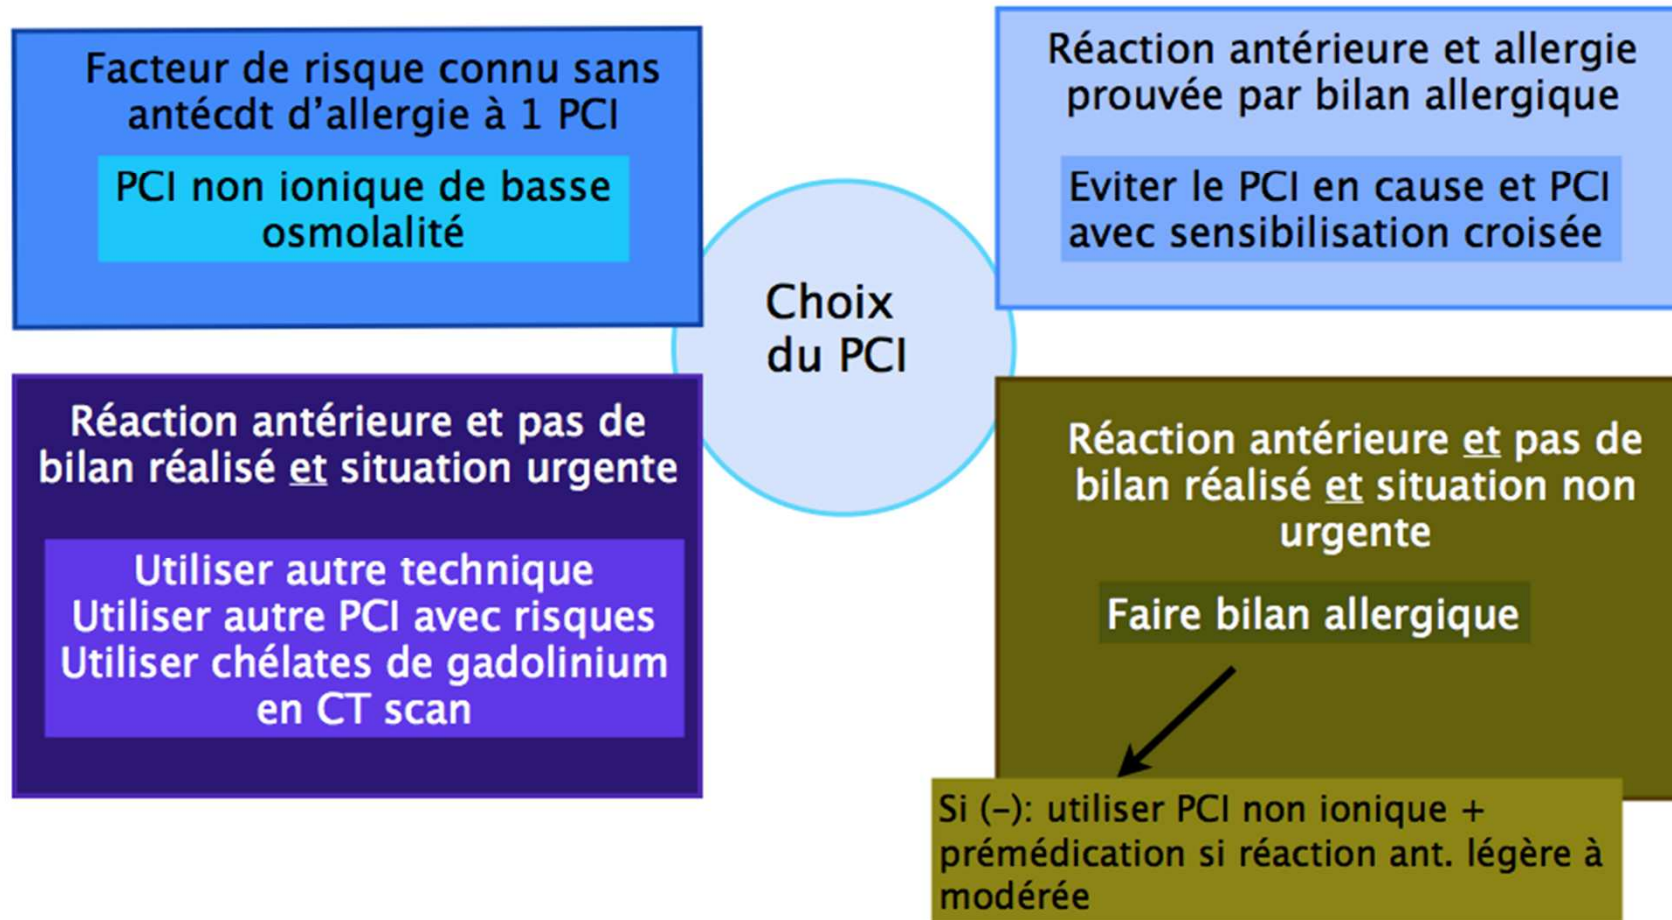 Facteur de risque connu sans
antécdt d'allergie à 1 PCI
PCI non ionique de basse
osmolalité
Réaction antérieure et allergie
prouvée par bilan allergique
Eviter le PCI en cause et PCI
avec sensibilisation croisée
Choix
du PCI
Réaction antérieure et pas de
bilan réalisé et situation urgente
Utiliser autre technique
Utiliser autre PCI avec risques
Utiliser chélates de gadolinium
en CT scan
Réaction antérieure et pas de
bilan réalisé et situation non
urgente
Faire bilan allergique
Si (-): utiliser PCI non ionique +
prémédication si réaction ant. légère à
modérée